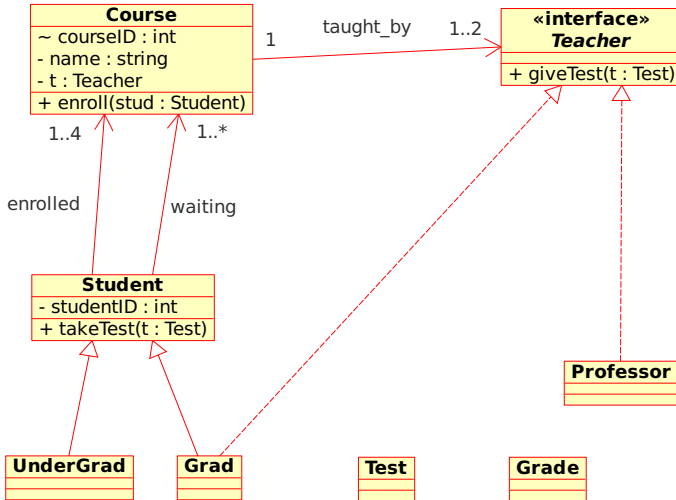 Course
~ courseID : int
- name : string
- t : Teacher
+ enroll(stud : Student)
1
taught_by
1..2
«interface»
Teacher
+ giveTest(t : Test)
1..4
1..*
enrolled
waiting
Student
- studentID : int
+ takeTest(t : Test)
Professor
UnderGrad
Grad
Test
Grade